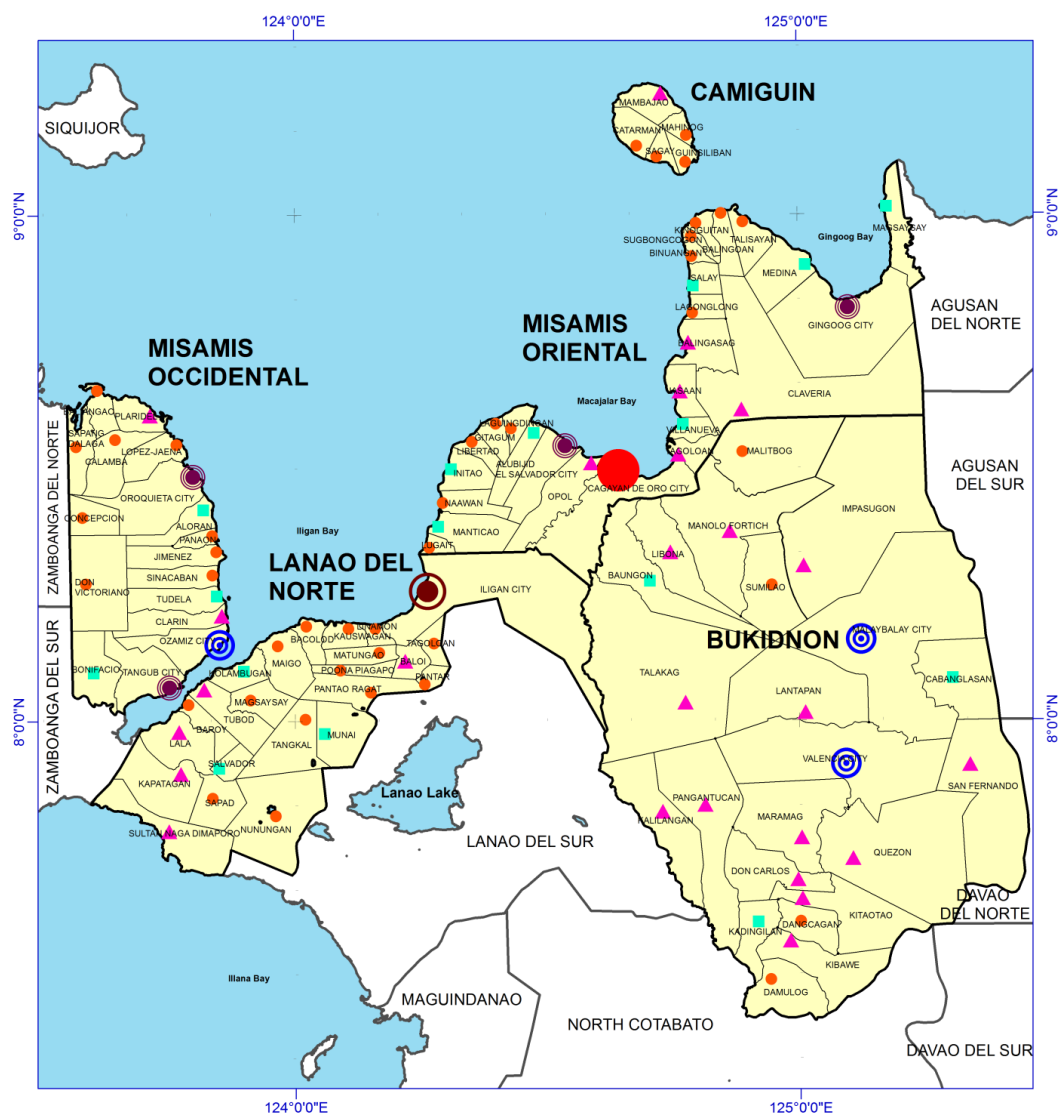 124°0'0"E
125°0'0"E
CAMIGUIN
MAMBAJAO
SIQUIJOR
CATARMAN
MAHINOG
SAGAY
GUINSILIBAN
9°0'0"N
9°0'0"N
MAGSAYSAY
KINOGUITAN
SUGBONGCOGON
TALISAYAN
Gingoog Bay
BALINGOAN
BINUANGAN
MEDINA
SALAY
LAGONGLONG
AGUSAN
DEL NORTE
GINGOOG CITY
MISAMIS
ORIENTAL
BALINGASAG
MISAMIS
OCCIDENTAL
JASAAN
CLAVERIA
Macajalar Bay
BALIANGAO
PLARIDEL
VILLANUEVA
LAGUINGDINGAN
SAPANG
DALAGA
LOPEZ-JAENA
GITAGUM
LIBERTAD
TAGOLOAN
MALITBOG
CALAMBA
ALUBIJID
INITAO
EL SALVADOR CITY
AGUSAN
DEL SUR
ZAMBOANGA DEL NORTE
OROQUIETA CITY
OPOL
CAGAYAN DE ORO CITY
NAAWAN
IMPASUGON
CONCEPCION
ALORAN
Iligan Bay
MANTICAO
MANOLO FORTICH
PANAON
LUGAIT
JIMENEZ
LIBONA
LANAO DEL
NORTE
SINACABAN
BAUNGON
DON
VICTORIANO
ILIGAN CITY
SUMILAO
TUDELA
CLARIN
LINAMON
BACOLOD
KAUSWAGAN
MALAYBALAY CITY
OZAMIZ CITY
BUKIDNON
TAGOLOAN
MATUNGAO
MAIGO
BALOI
ZAMBOANGA DEL SUR
BONIFACIO
TANGUB CITY
KOLAMBUGAN
POONA PIAGAPO
TALAKAG
CABANGLASAN
PANTAR
PANTAO RAGAT
LANTAPAN
MAGSAYSAY
8°0'0"N
8°0'0"N
TUBOD
BAROY
MUNAI
LALA
TANGKAL
VALENCIA CITY
SALVADOR
KAPATAGAN
SAN FERNANDO
Lanao Lake
PANGANTUCAN
SAPAD
KALILANGAN
MARAMAG
NUNUNGAN
SULTAN NAGA DIMAPORO
LANAO DEL SUR
QUEZON
DON CARLOS
DAVAO
DEL NORTE
KITAOTAO
DANGCAGAN
KADINGILAN
KIBAWE
Illana Bay
DAMULOG
MAGUINDANAO
NORTH COTABATO
DAVAO DEL SUR
124°0'0"E
125°0'0"E